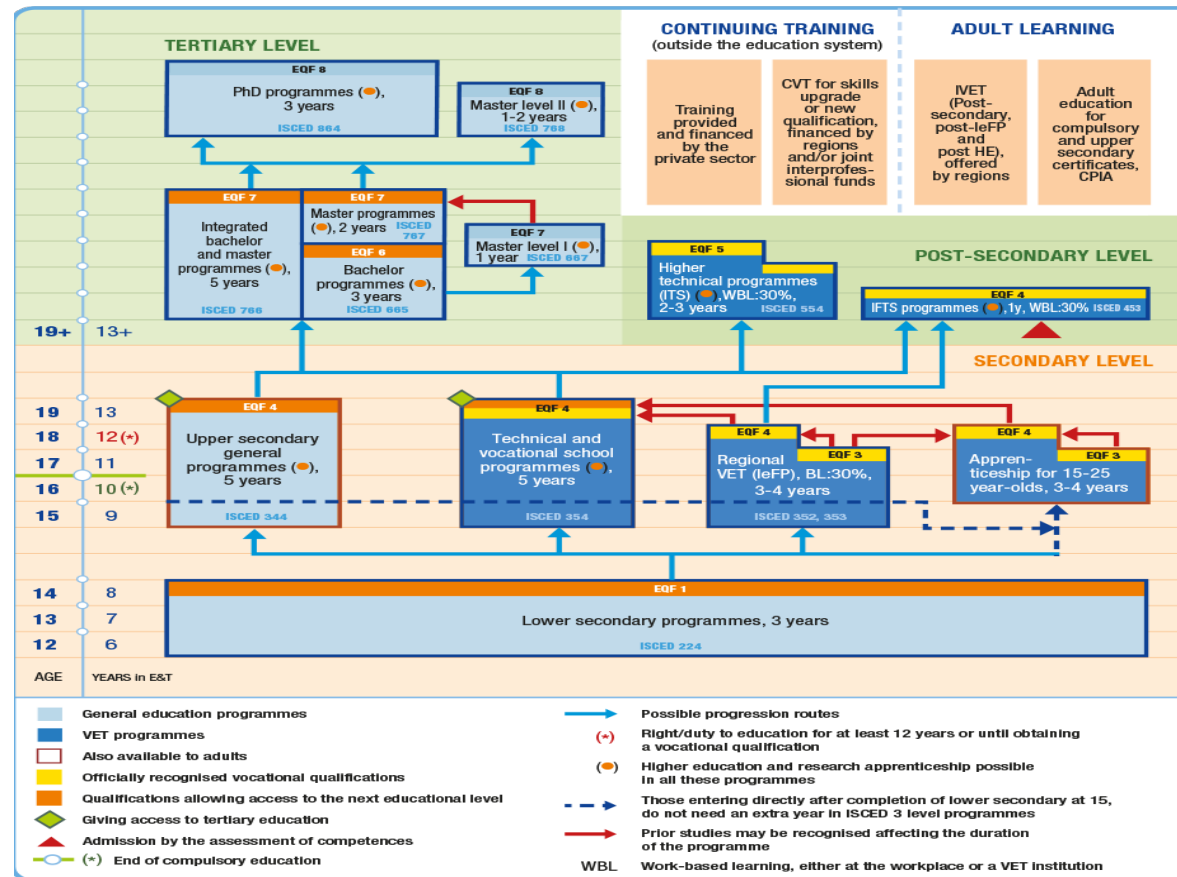 TERTIARY LEVEL
EQF 8
PhD programmes ( ),
3 years
ISCED 864
EQF 8
Master level II ( ),
1-2 years
ISCED 768
EQF 7
Integrated
bachelor
and master
programmes ( ),
5 years
ISCED 766
EQF 7
Master programmes
( ), 2 years ISCED
767
EQF 6
Bachelor
programmes ( ),
3 years
ISCED 665
EQF 7
Master level I ( ),
1 year ISCED 667
CONTINUING TRAINING
(outside the education system)
Training
provided
and financed
by the
private sector
CVT for skills
upgrade
or new
qualification,
financed by
regions
and/or joint
interprofes-
sional funds
ADULT LEARNING
IVET
(Post-
secondary,
post-IeFP
and
post HE),
offered
by regions
Adult
education
for
compulsory
and upper
secondary
certificates,
CPIA
POST-SECONDARY LEVEL
EQF 5
Higher
technical programmes
(ITS) ( ),WBL:30%,
2-3 years ISCED 554
EQF 4
IFTS programmes ( ),1y, WBL:30% ISCED 453
19+ 13+
SECONDARY LEVEL
19 13
18 12(*)
17 11
16 10(*)
15 9
EQF 4
Upper secondary
general
programmes ( ),
5 years
ISCED 344
EQF 4
Technical and
vocational school
programmes ( ),
5 years
ISCED 354
EQF 4
EQF 3
Regional
VET (IeFP), BL:30%,
3-4 years
ISCED 352, 353
EQF 4
EQF 3
Appren-
ticeship for 15-25
year-olds, 3-4 years
14 8
13 7
12 6
EQF 1
Lower secondary programmes, 3 years
ISCED 224
AGE YEARS in E&T
General education programmes
VET programmes
Also available to adults
Officially recognised vocational qualifications
Qualifications allowing access to the next educational level
Giving access to tertiary education
Admission by the assessment of competences
(*) End of compulsory education
Possible progression routes
(*) Right/duty to education for at least 12 years or until obtaining
a vocational qualification
( ) Higher education and research apprenticeship possible
in all these programmes
Those entering directly after completion of lower secondary at 15,
do not need an extra year in ISCED 3 level programmes
Prior studies may be recognised affecting the duration
of the programme
WBL Work-based learning, either at the workplace or a VET institution